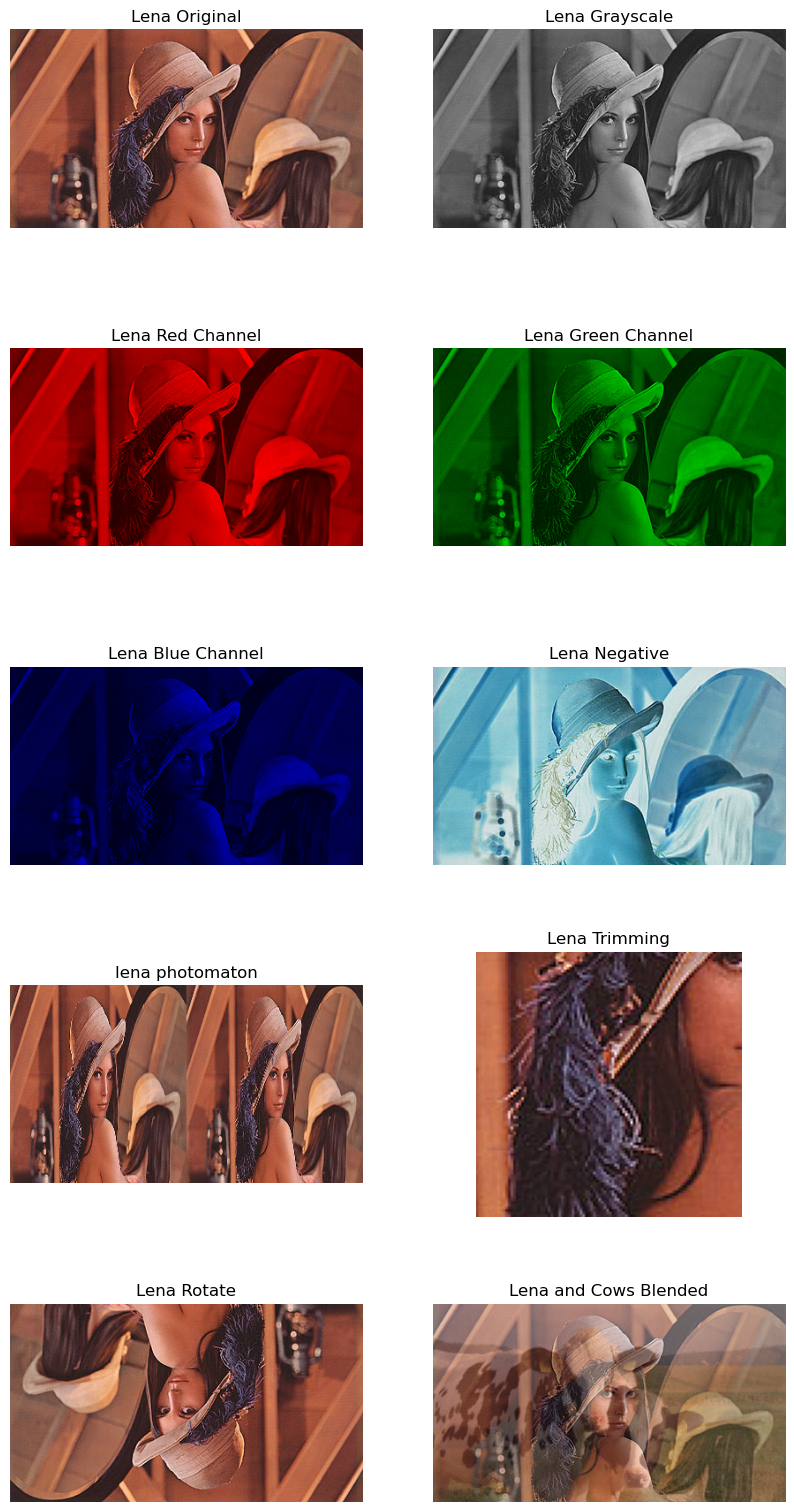 Lena Original
Lena Grayscale
Lena Red Channel
Lena Green Channel
Lena Blue Channel
Lena Negative
lena photomaton
Lena Trimming
Lena Rotate
Lena and Cows Blended